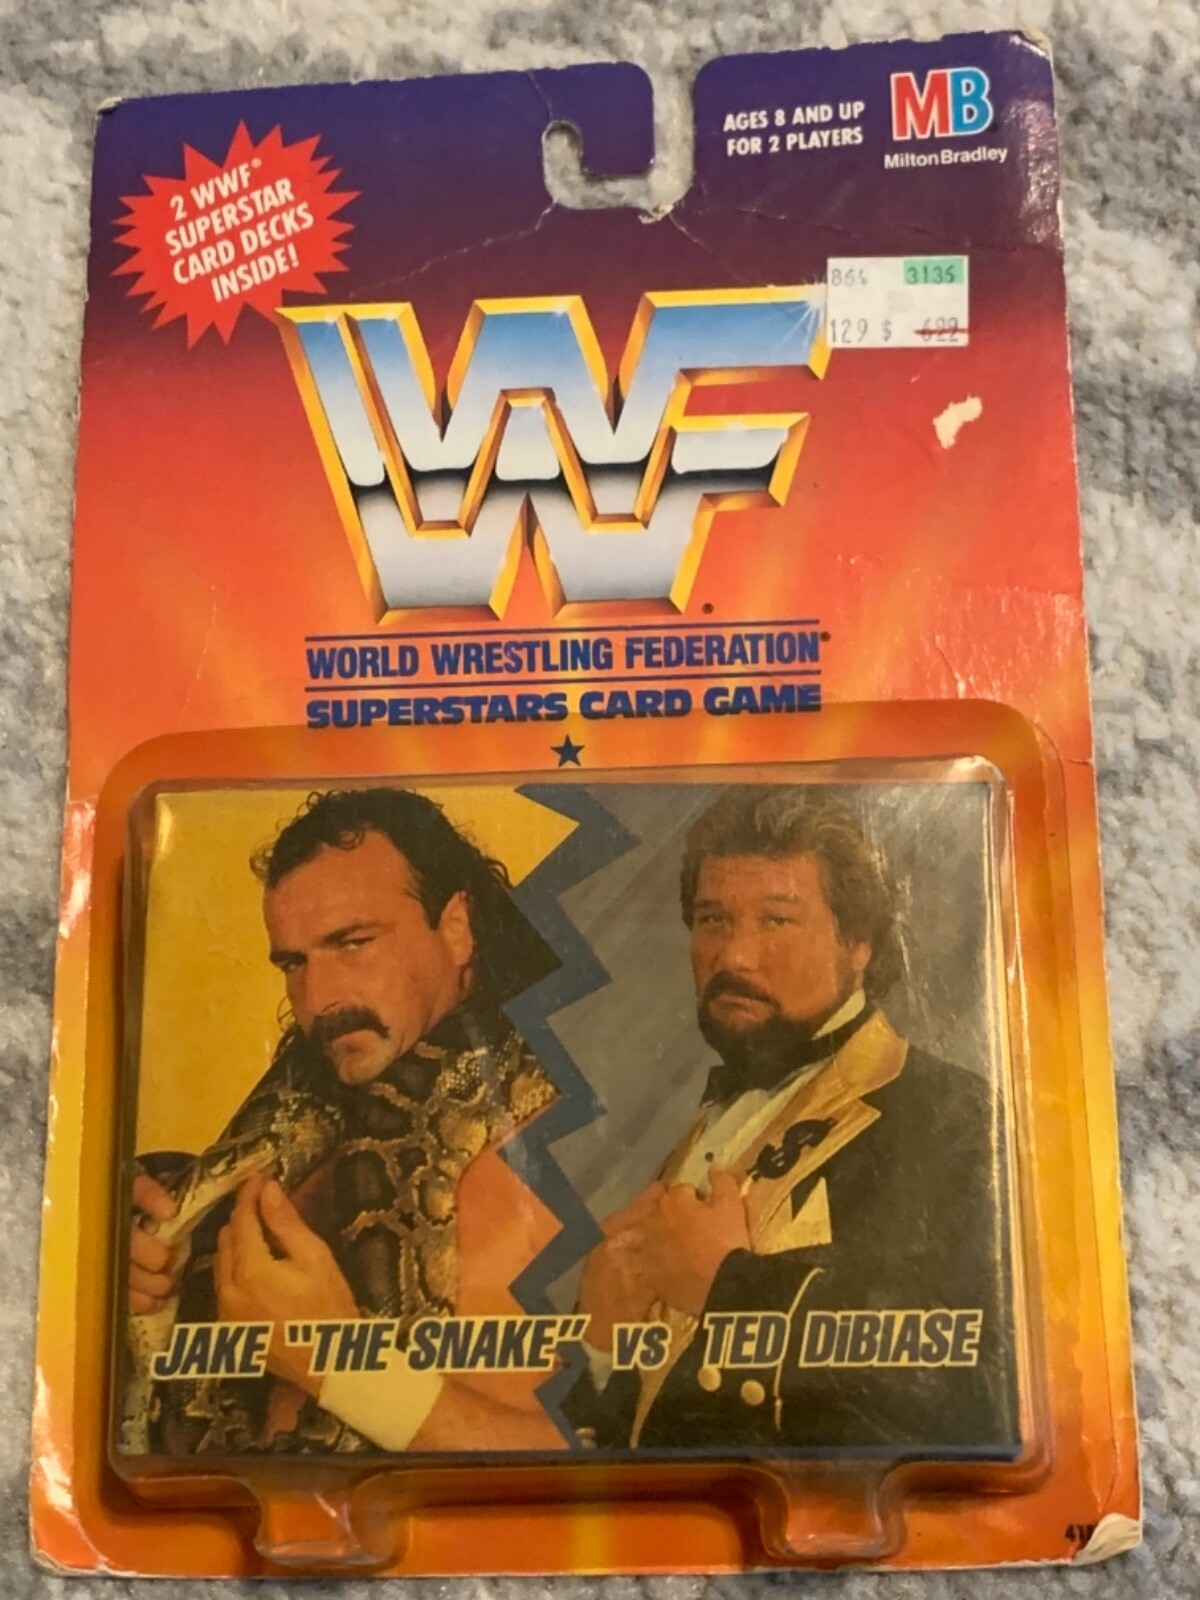 2 WWF®
SUPERSTAR
CARD DECKS
INSIDE!
AGES 8 AND UP
FOR 2 PLAYERS
MB
Milton Bradley
3135
129 $ 622
WWF®
WORLD WRESTLING FEDERATION®
SUPERSTARS CARD GAME
JAKE "THE SNAKE" VS TED DiBIASE